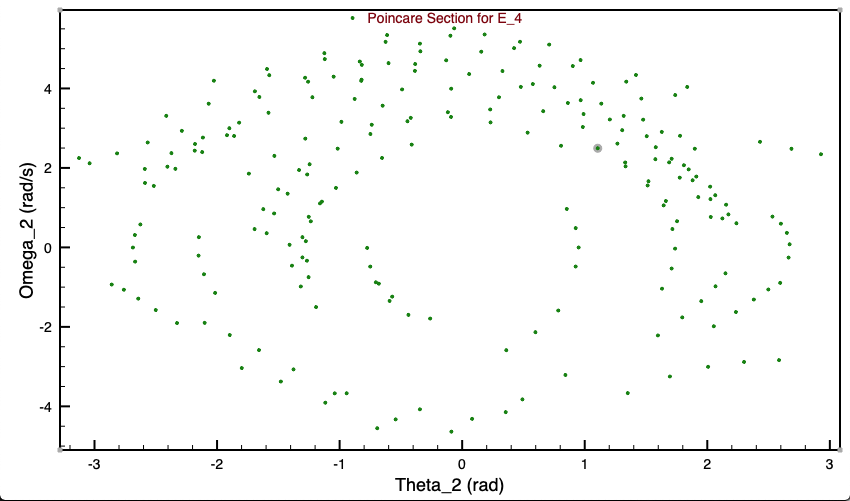 Poincare Section for E_4
4
2
0
-2
-4
Omega_2 (rad/s)
-3 -2 -1 0 1 2 3
Theta_2 (rad)